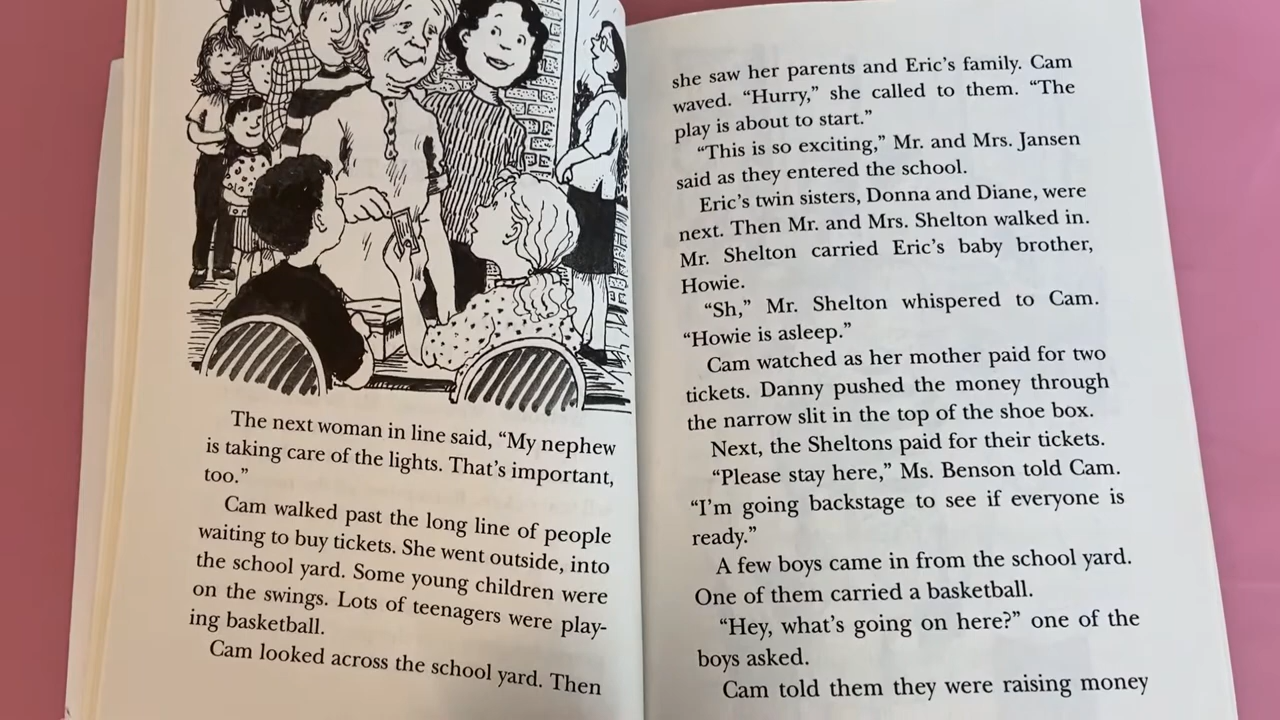 The next woman in line said, “My nephew
is taking care of the lights. That’s important,
too.”
Cam walked past the long line of people
waiting to buy tickets. She went outside, into
the school yard. Some young children were
on the swings. Lots of teenagers were play-
ing basketball.
Cam looked across the school yard. Then
she saw her parents and Eric’s family. Cam
waved. “Hurry,” she called to them. “The
play is about to start.”
“This is so exciting,” Mr. and Mrs. Jansen
said as they entered the school.
Eric’s twin sisters, Donna and Diane, were
next. Then Mr. and Mrs. Shelton walked in.
Mr. Shelton carried Eric’s baby brother,
Howie.
“Sh,” Mr. Shelton whispered to Cam.
“Howie is asleep.”
Cam watched as her mother paid for two
tickets. Danny pushed the money through
the narrow slit in the top of the shoe box.
Next, the Sheltons paid for their tickets.
“Please stay here,” Ms. Benson told Cam.
“I’m going backstage to see if everyone is
ready.”
A few boys came in from the school yard.
One of them carried a basketball.
“Hey, what’s going on here?” one of the
boys asked.
Cam told them they were raising money